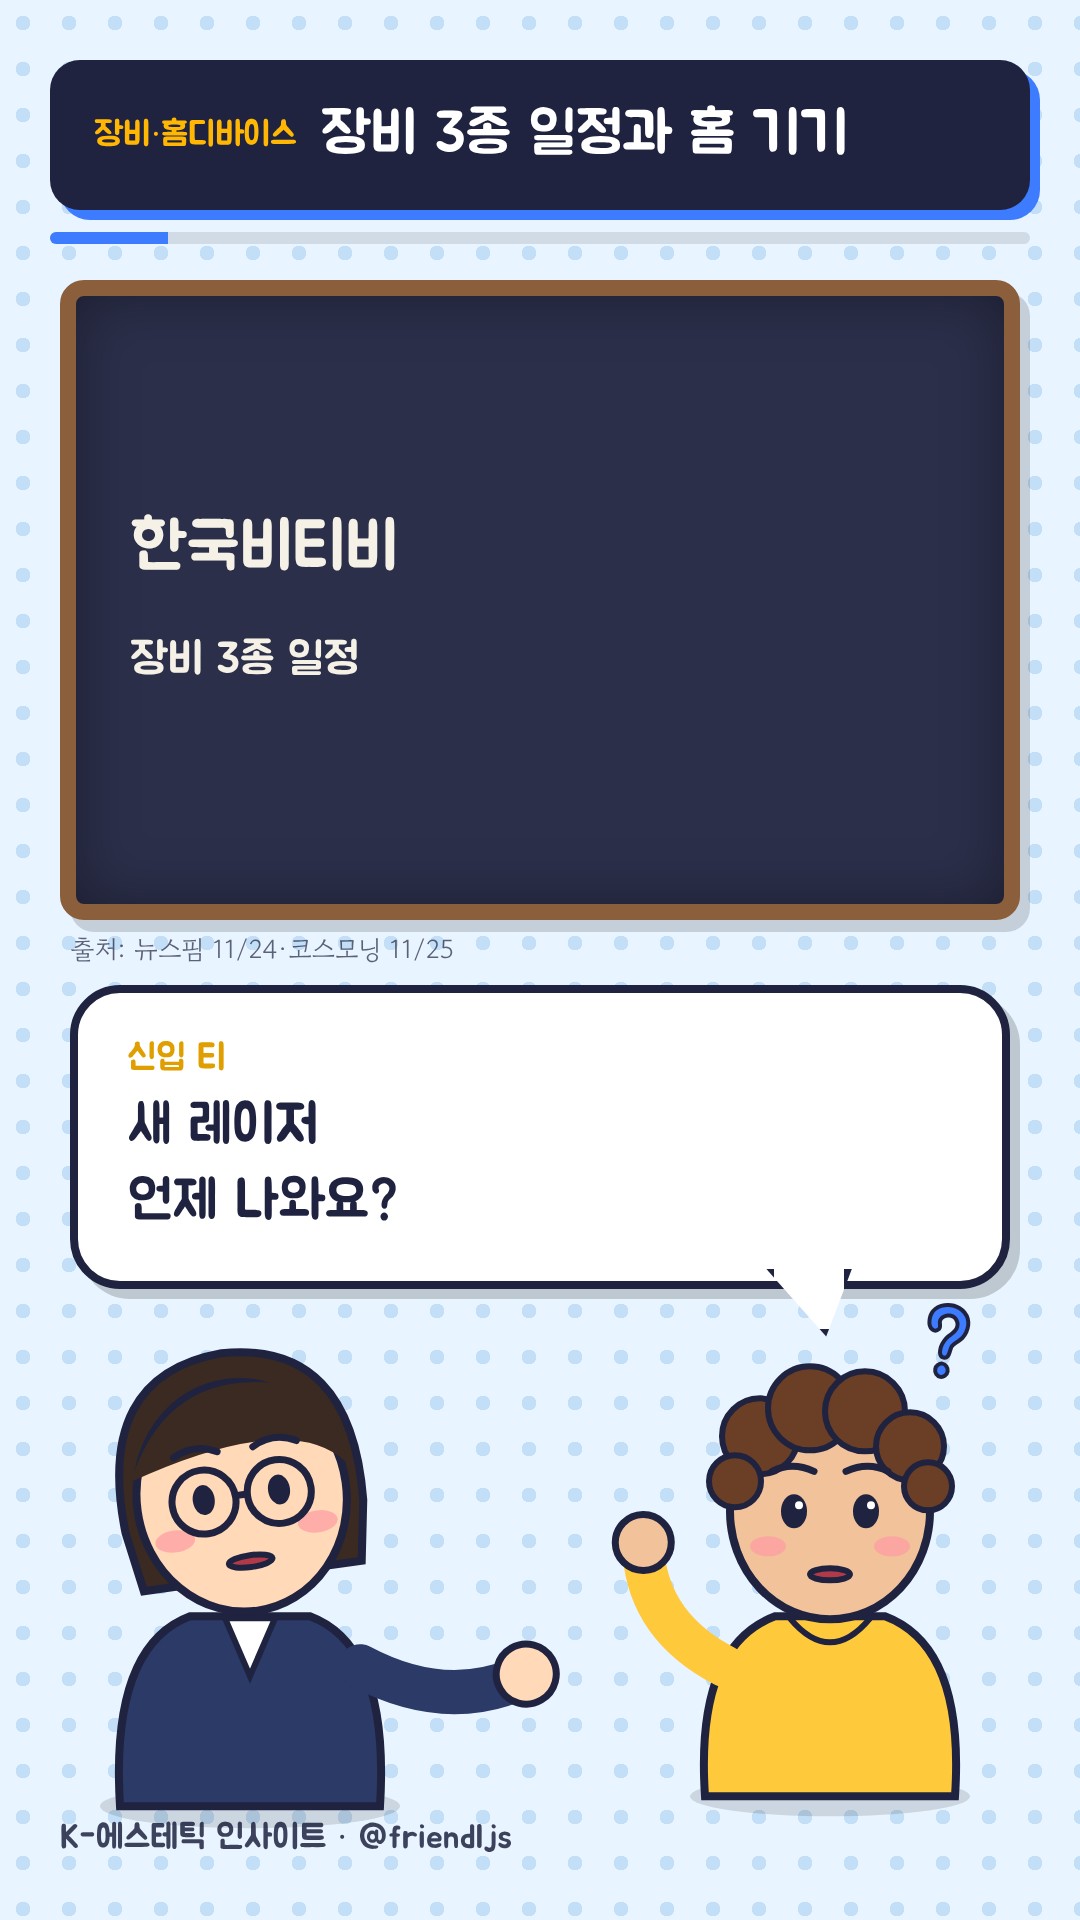 장비·홈디바이스 장비 3종 일정과 홈 기기
한국비티비
장비 3종 일정
출처: 뉴스핌 11/24·코스모닝 11/25
신입 티
새 레이저
언제 나와요?
?
K-에스테틱 인사이트 · @friendljs